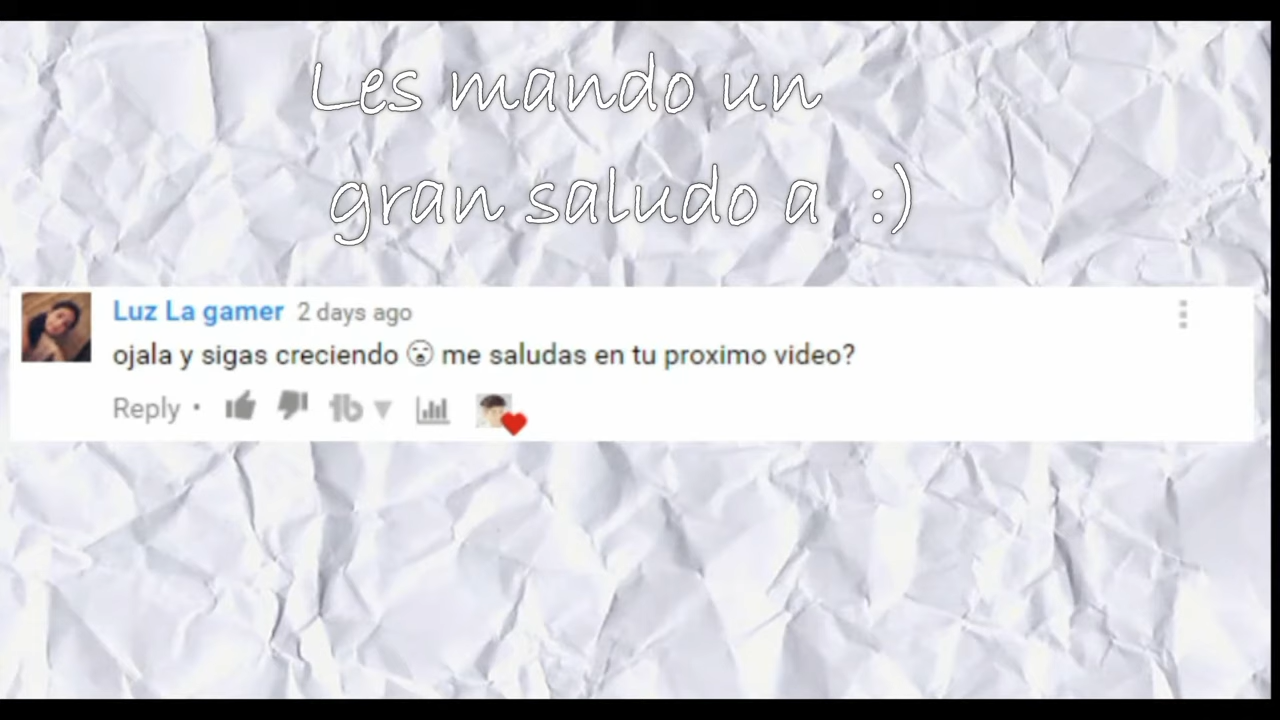 Les mando un
gran saludo a :)
Luz La gamer 2 days ago
ojala y sigas creciendo 😮 me saludas en tu proximo video?
Reply •